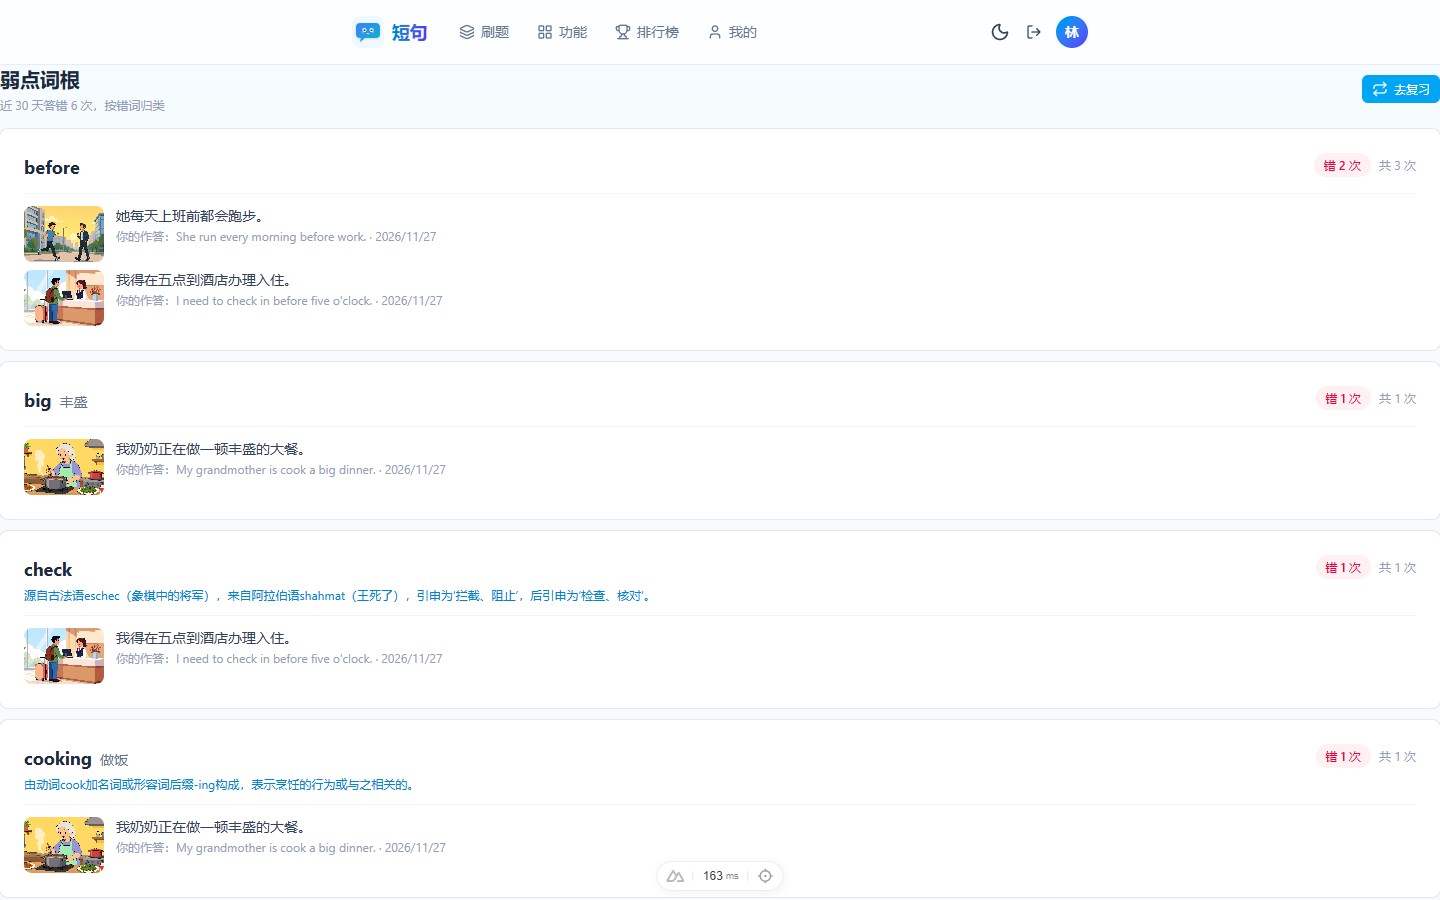 短句
刷题
功能
排行榜
我的
林
弱点词根
近 30 天答错 6 次，按错词归类
去复习
before
错 2 次
共 3 次
她每天上班前都会跑步。
你的作答：She run every morning before work. · 2026/11/27
我得在五点到酒店办理入住。
你的作答：I need to check in before five o'clock. · 2026/11/27
big 丰盛
错 1 次
共 1 次
我奶奶正在做一顿丰盛的大餐。
你的作答：My grandmother is cook a big dinner. · 2026/11/27
check
错 1 次
共 1 次
源自古法语eschec（象棋中的将军），来自阿拉伯语shahmat（王死了），引申为‘拦截、阻止’，后引申为‘检查、核对’。
我得在五点到酒店办理入住。
你的作答：I need to check in before five o'clock. · 2026/11/27
cooking 做饭
错 1 次
共 1 次
由动词cook加名词或形容词后缀-ing构成，表示烹饪的行为或与之相关的。
我奶奶正在做一顿丰盛的大餐。
你的作答：My grandmother is cook a big dinner. · 2026/11/27
163 ms